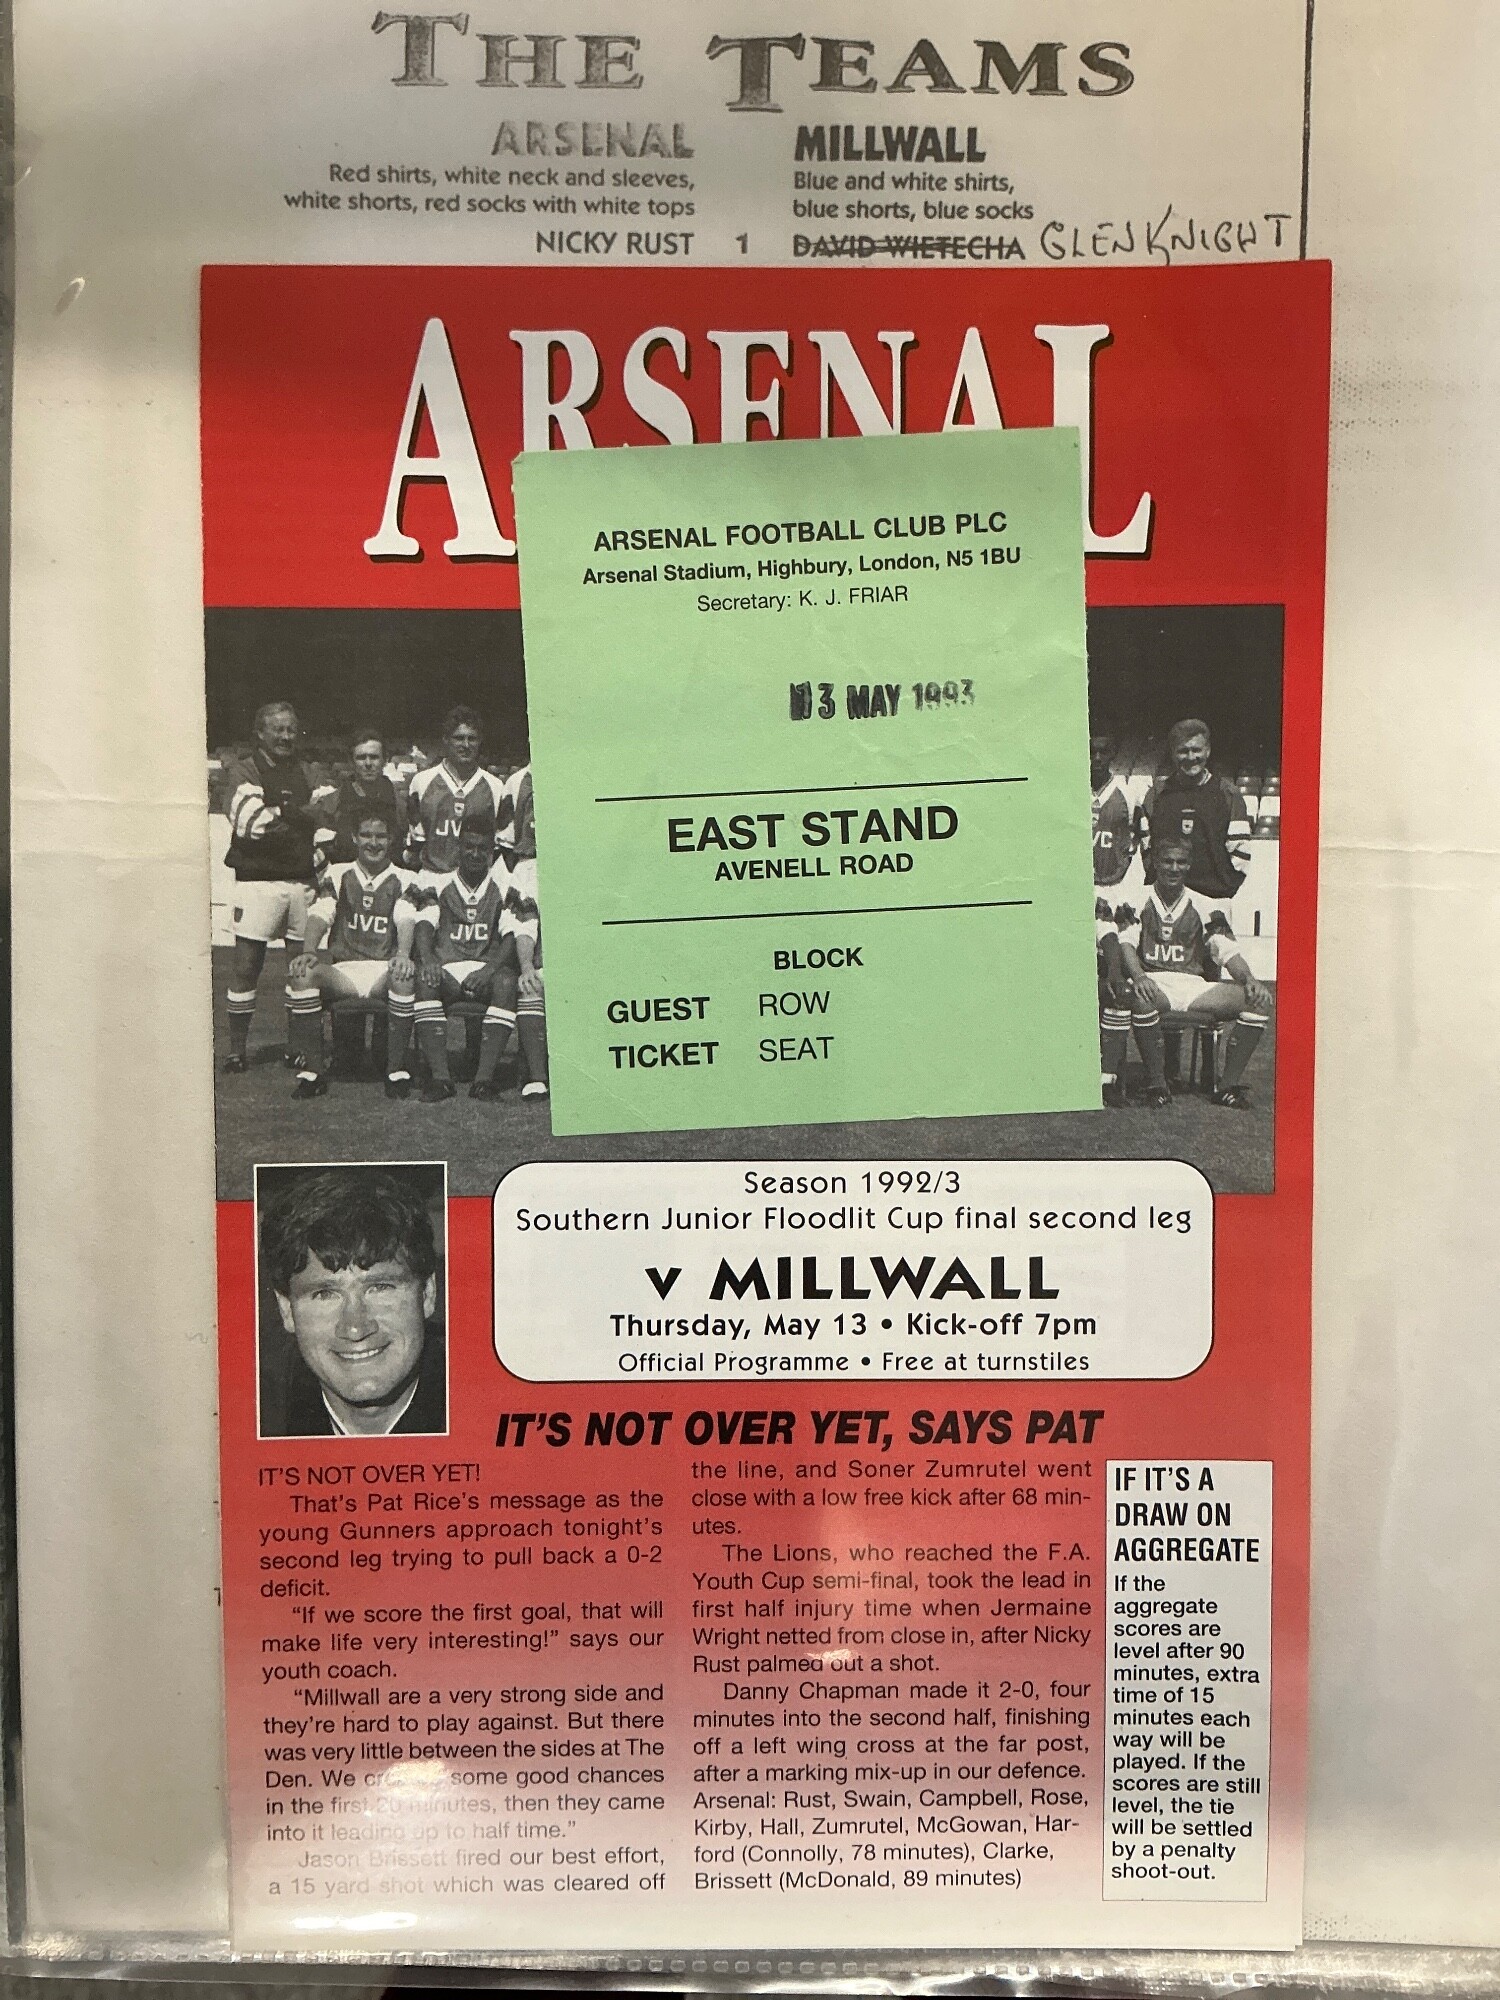 THE TEAMS
ARSENAL
Red shirts, white neck and sleeves,
white shorts, red socks with white tops
NICKY RUST 1
MILLWALL
Blue and white shirts,
blue shorts, blue socks
DAVID WIETECHA GLEN KNIGHT
ARSENAL
ARSENAL FOOTBALL CLUB PLC
Arsenal Stadium, Highbury, London, N5 1BU
Secretary: K. J. FRIAR
13 MAY 1993
EAST STAND
AVENELL ROAD
BLOCK
GUEST ROW
TICKET SEAT
JVC
JVC
JVC
Season 1992/3
Southern Junior Floodlit Cup final second leg
v MILLWALL
Thursday, May 13 • Kick-off 7pm
Official Programme • Free at turnstiles
IT'S NOT OVER YET, SAYS PAT
IT'S NOT OVER YET!
That's Pat Rice's message as the
young Gunners approach tonight's
second leg trying to pull back a 0-2
deficit.
"If we score the first goal, that will
make life very interesting!" says our
youth coach.
"Millwall are a very strong side and
they're hard to play against. But there
was very little between the sides at The
Den. We some good chances
in the first 20 minutes, then they came
into it leading up to half time."
Jason Brissett fired our best effort,
a 15 yard shot which was cleared off
the line, and Soner Zumrutel went
close with a low free kick after 68 min-
utes.
The Lions, who reached the F.A.
Youth Cup semi-final, took the lead in
first half injury time when Jermaine
Wright netted from close in, after Nicky
Rust palmed out a shot.
Danny Chapman made it 2-0, four
minutes into the second half, finishing
off a left wing cross at the far post,
after a marking mix-up in our defence.
Arsenal: Rust, Swain, Campbell, Rose,
Kirby, Hall, Zumrutel, McGowan, Har-
ford (Connolly, 78 minutes), Clarke,
Brissett (McDonald, 89 minutes)
IF IT'S A
DRAW ON
AGGREGATE
If the
aggregate
scores are
level after 90
minutes, extra
time of 15
minutes each
way will be
played. If the
scores are still
level, the tie
will be settled
by a penalty
shoot-out.